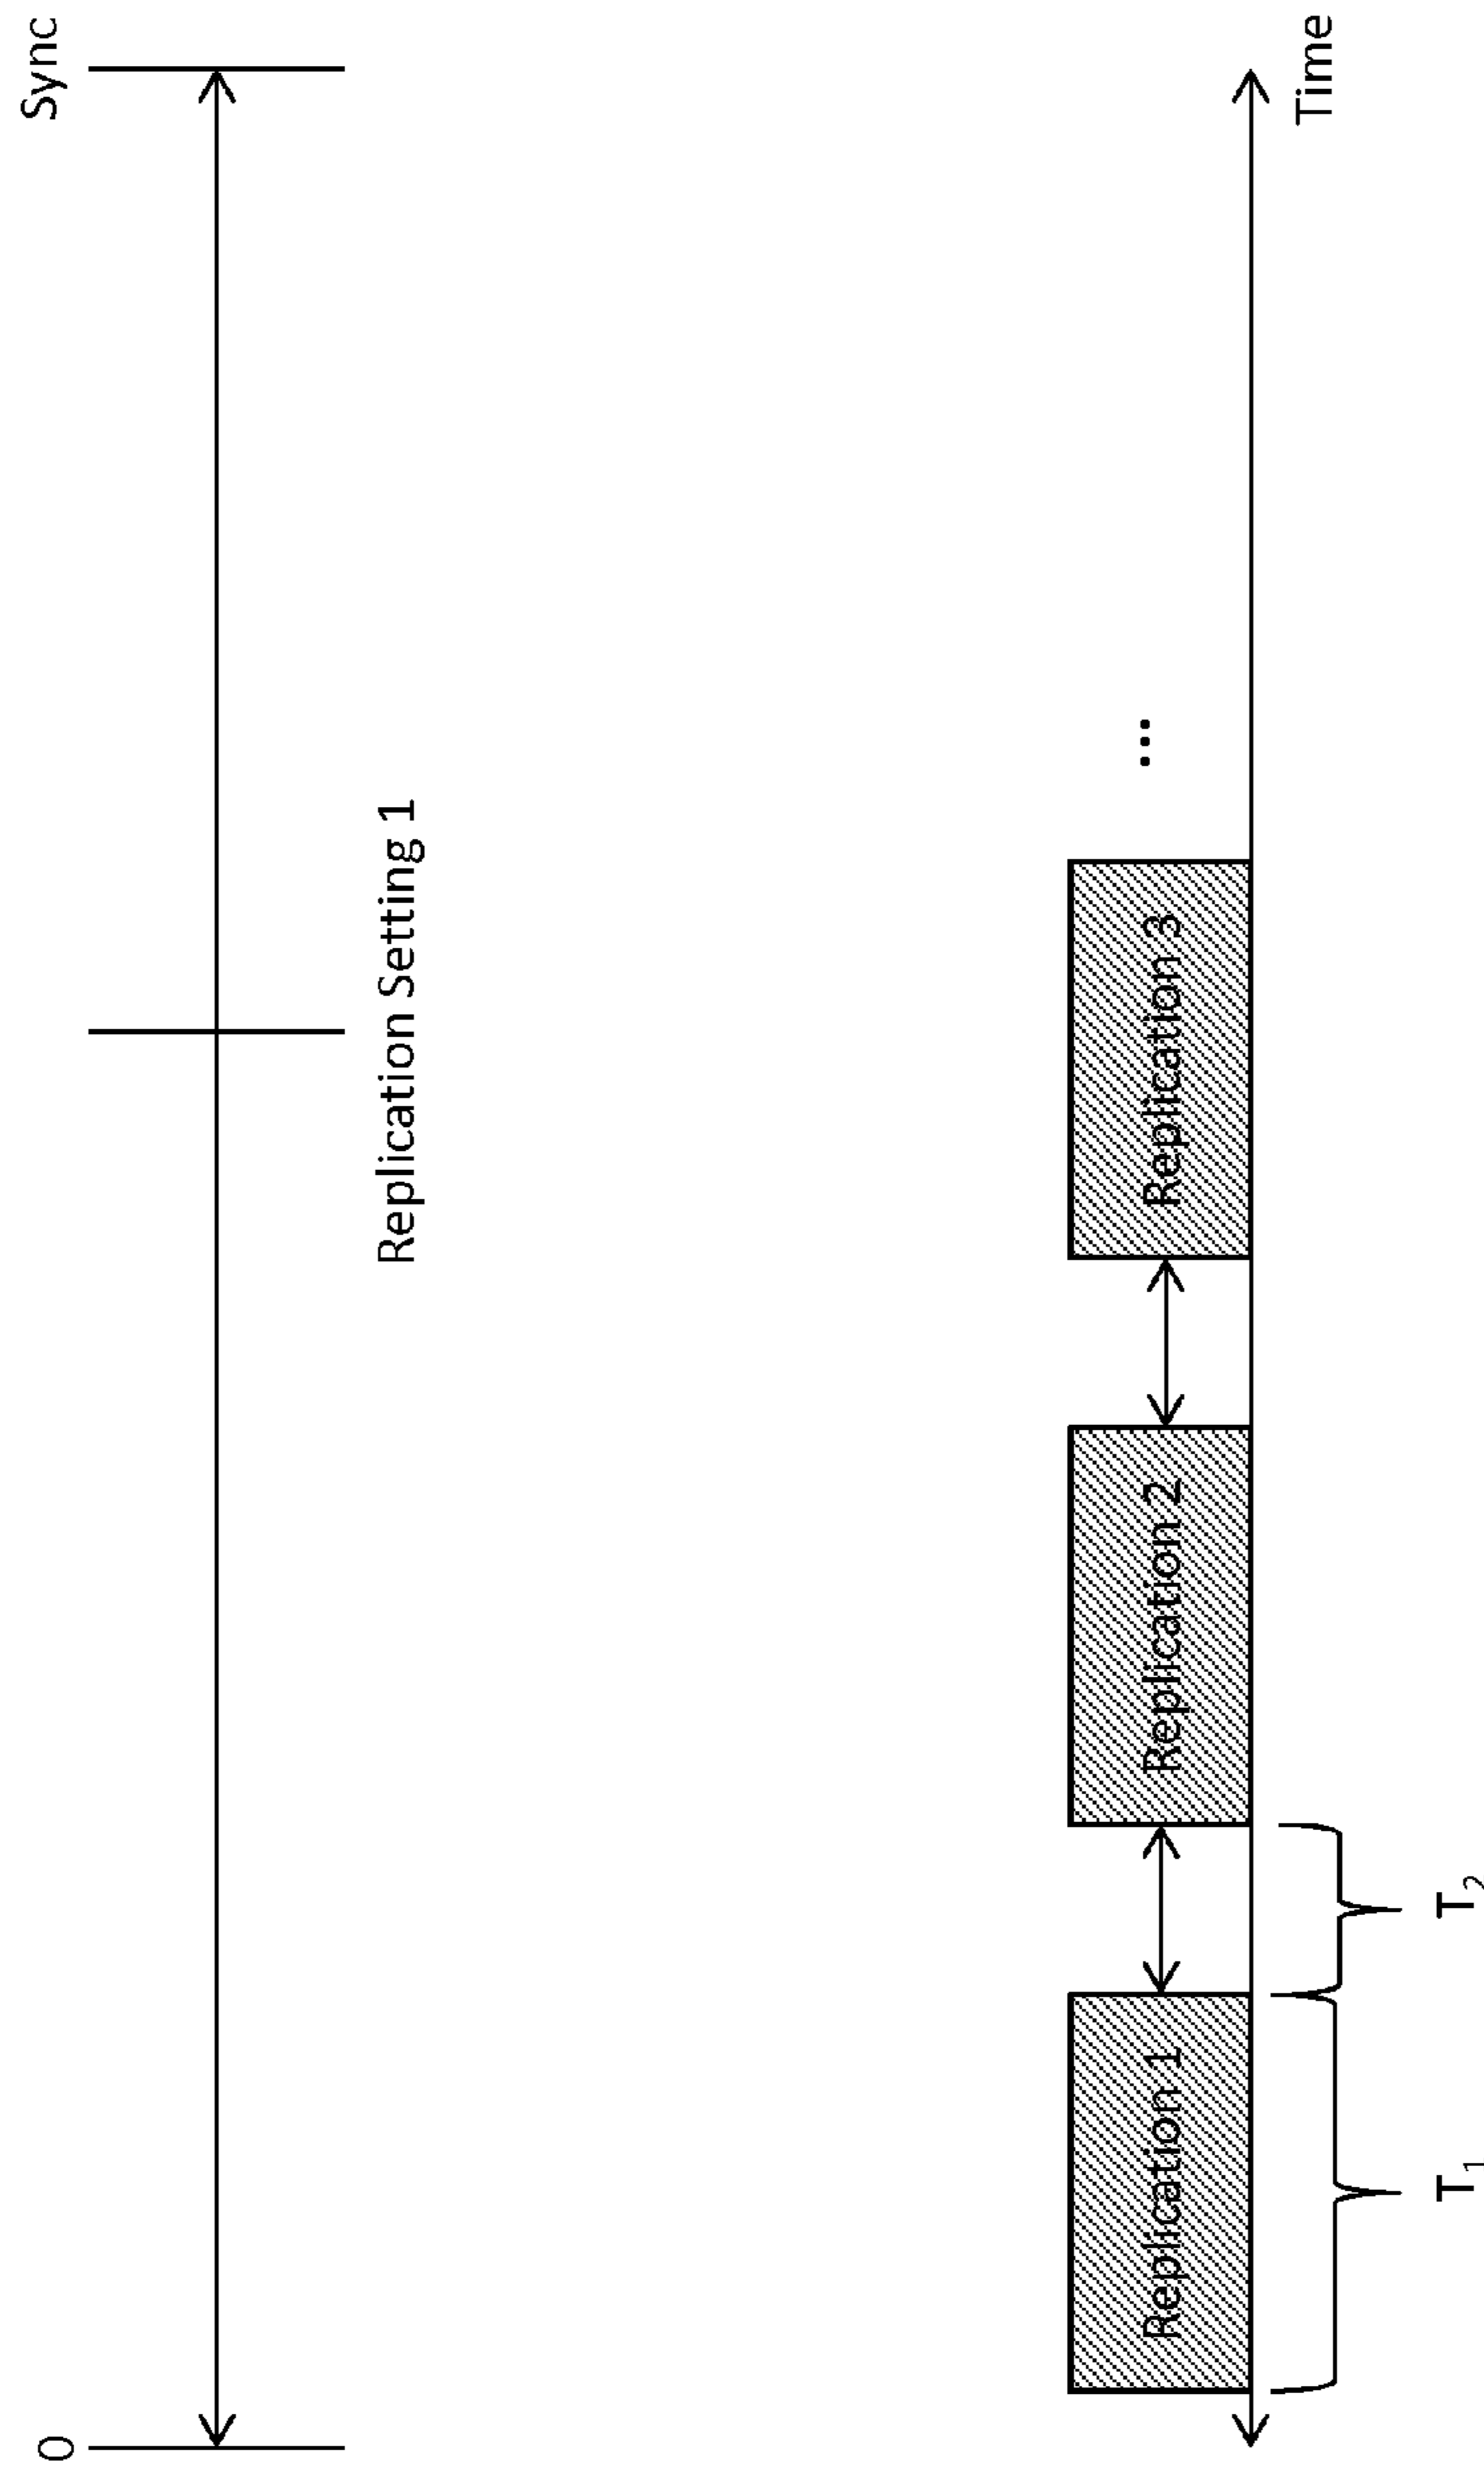 0
Sync
Replication Setting 1
Replication 1
Replication 2
Replication 3
...
T1
T2
Time